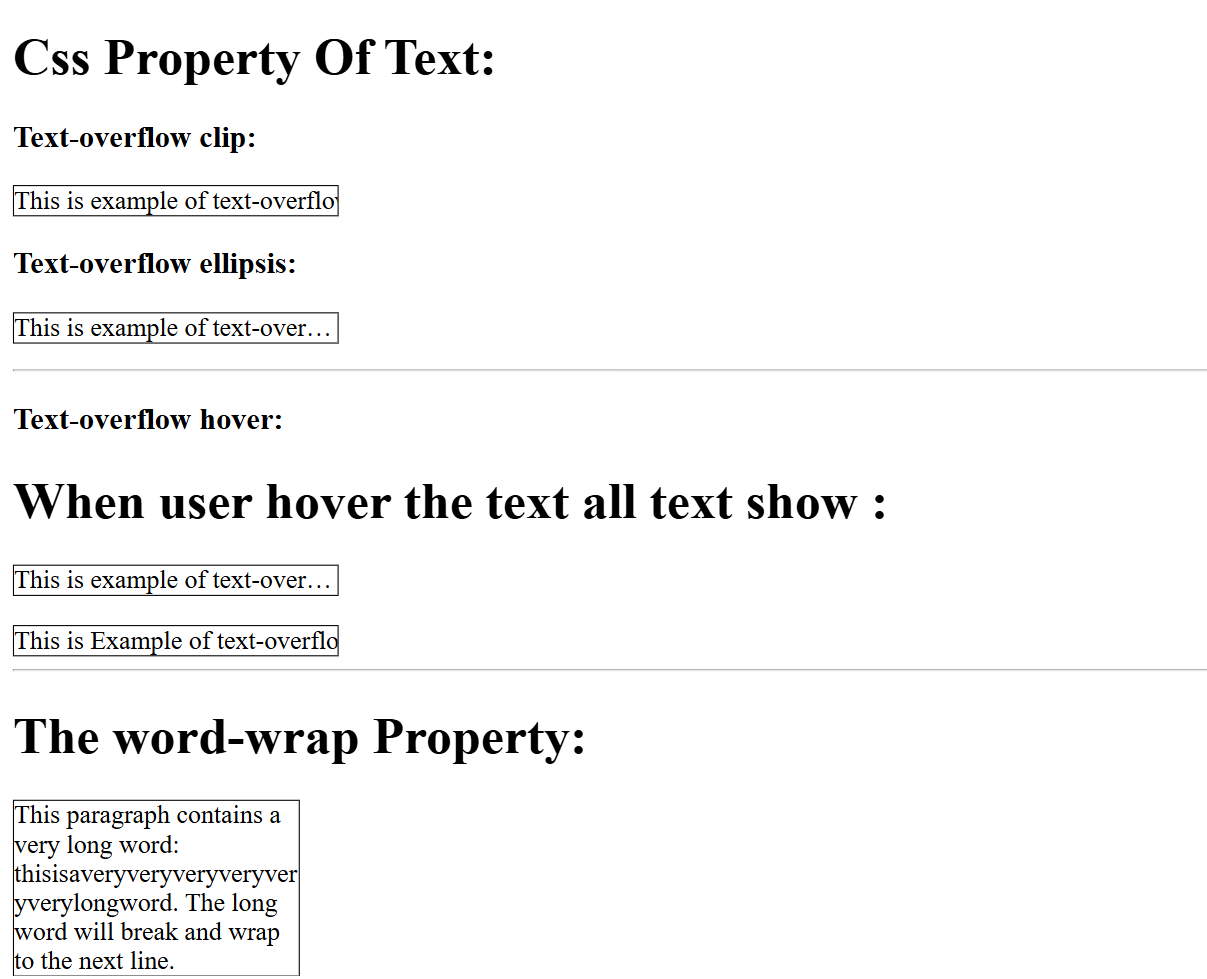 Css Property Of Text:
Text-overflow clip:
This is example of text-overflow
Text-overflow ellipsis:
This is example of text-over…
Text-overflow hover:
When user hover the text all text show :
This is example of text-over…
This is Example of text-overflo
The word-wrap Property:
This paragraph contains a
very long word:
thisisaveryveryveryveryver
yverylongword. The long
word will break and wrap
to the next line.